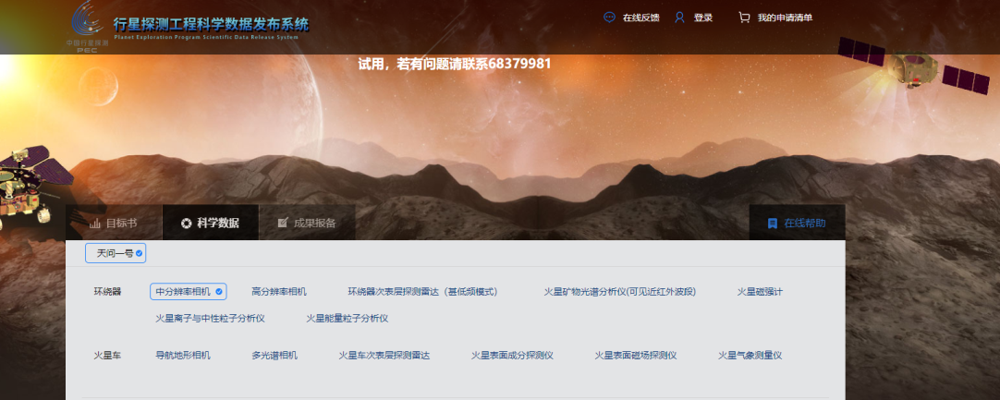 行星探测工程科学数据发布系统
Planet Exploration Program Scientific Data Release System
中国行星探测
PEC
在线反馈 登录 我的申请清单
试用，若有问题请联系68379981
目标书 科学数据 成果报备 在线帮助
天问一号
环绕器 中分辨率相机 高分辨率相机 环绕器次表层探测雷达（甚低频模式） 火星矿物光谱分析仪(可见近红外波段) 火星磁强计
火星离子与中性粒子分析仪 火星能量粒子分析仪
火星车 导航地形相机 多光谱相机 火星车次表层探测雷达 火星表面成分探测仪 火星表面磁场探测仪 火星气象测量仪